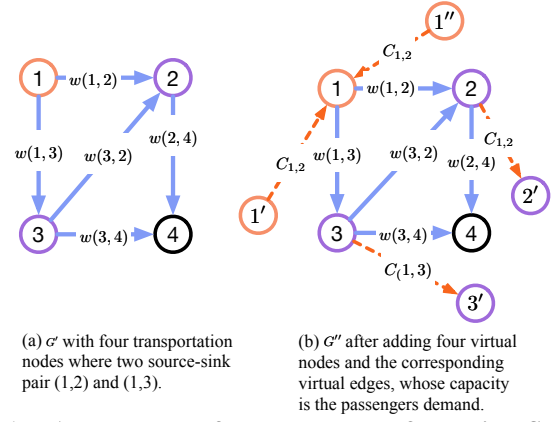 1''
C1,2
1
w(1,2)
2
w(1,3)
w(3,2)
w(2,4)
3
w(3,4)
4
1
w(1,2)
2
C1,2
C1,2
w(1,3)
w(3,2)
w(2,4)
1'
2'
3
w(3,4)
4
C(1,3)
3'
(a) G' with four transportation
nodes where two source-sink
pair (1,2) and (1,3).
(b) G'' after adding four virtual
nodes and the corresponding
virtual edges, whose capacity
is the passengers demand.